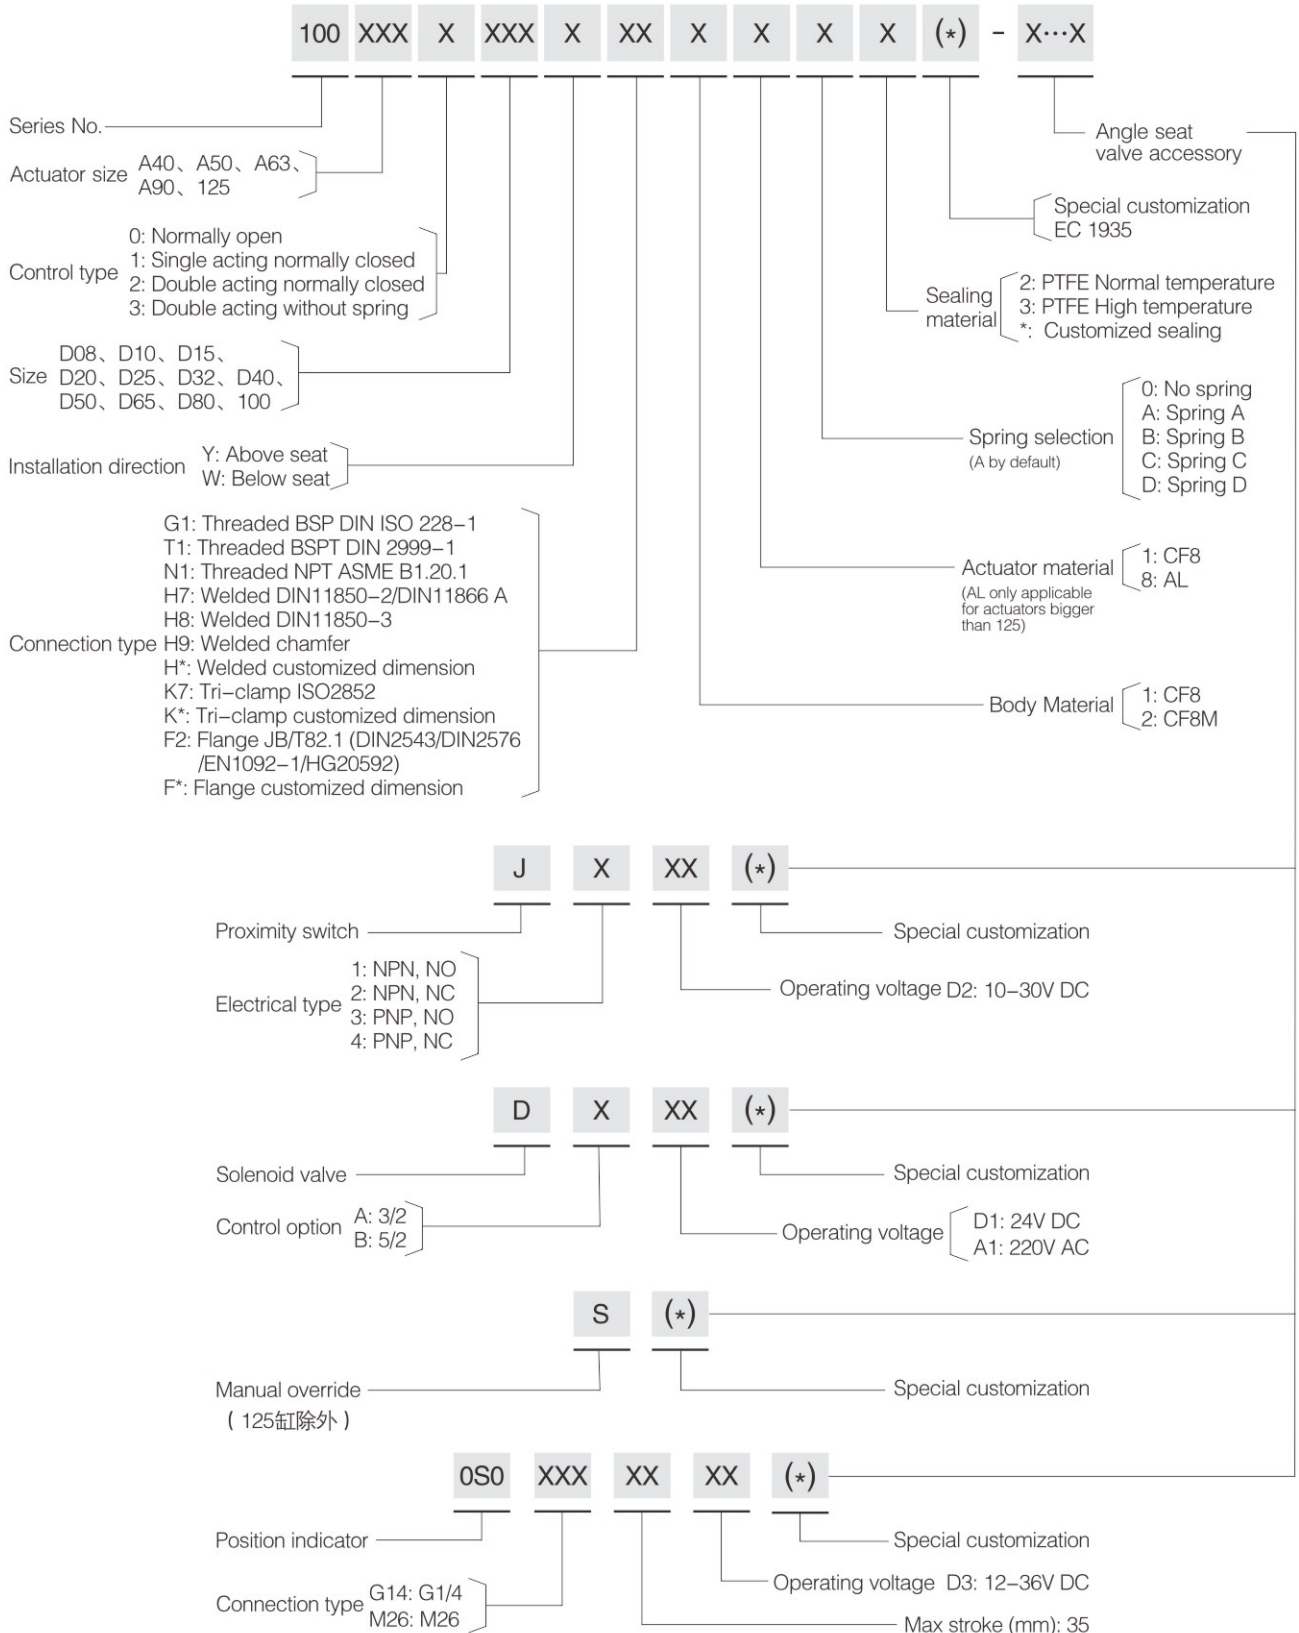 100 XXX X XXX X XX X X X X (*) - X···X
Series No.
Angle seat
valve accessory
Actuator size
A40、A50、A63、
A90、125
Special customization
EC 1935
Control type
0: Normally open
1: Single acting normally closed
2: Double acting normally closed
3: Double acting without spring
Sealing
material
2: PTFE Normal temperature
3: PTFE High temperature
*: Customized sealing
Size
D08、D10、D15、
D20、D25、D32、D40、
D50、D65、D80、100
Spring selection
(A by default)
0: No spring
A: Spring A
B: Spring B
C: Spring C
D: Spring D
Installation direction
Y: Above seat
W: Below seat
Connection type
G1: Threaded BSP DIN ISO 228–1
T1: Threaded BSPT DIN 2999–1
N1: Threaded NPT ASME B1.20.1
H7: Welded DIN11850–2/DIN11866 A
H8: Welded DIN11850–3
H9: Welded chamfer
H*: Welded customized dimension
K7: Tri–clamp ISO2852
K*: Tri–clamp customized dimension
F2: Flange JB/T82.1 (DIN2543/DIN2576
/EN1092–1/HG20592)
F*: Flange customized dimension
Actuator material
(AL only applicable
for actuators bigger
than 125)
1: CF8
8: AL
Body Material
1: CF8
2: CF8M
J X XX (*)
Proximity switch
Special customization
Electrical type
1: NPN, NO
2: NPN, NC
3: PNP, NO
4: PNP, NC
Operating voltage D2: 10–30V DC
D X XX (*)
Solenoid valve
Special customization
Control option
A: 3/2
B: 5/2
Operating voltage
D1: 24V DC
A1: 220V AC
S (*)
Manual override
（125缸除外）
Special customization
0S0 XXX XX XX (*)
Position indicator
Special customization
Connection type
G14: G1/4
M26: M26
Operating voltage D3: 12–36V DC
Max stroke (mm): 35